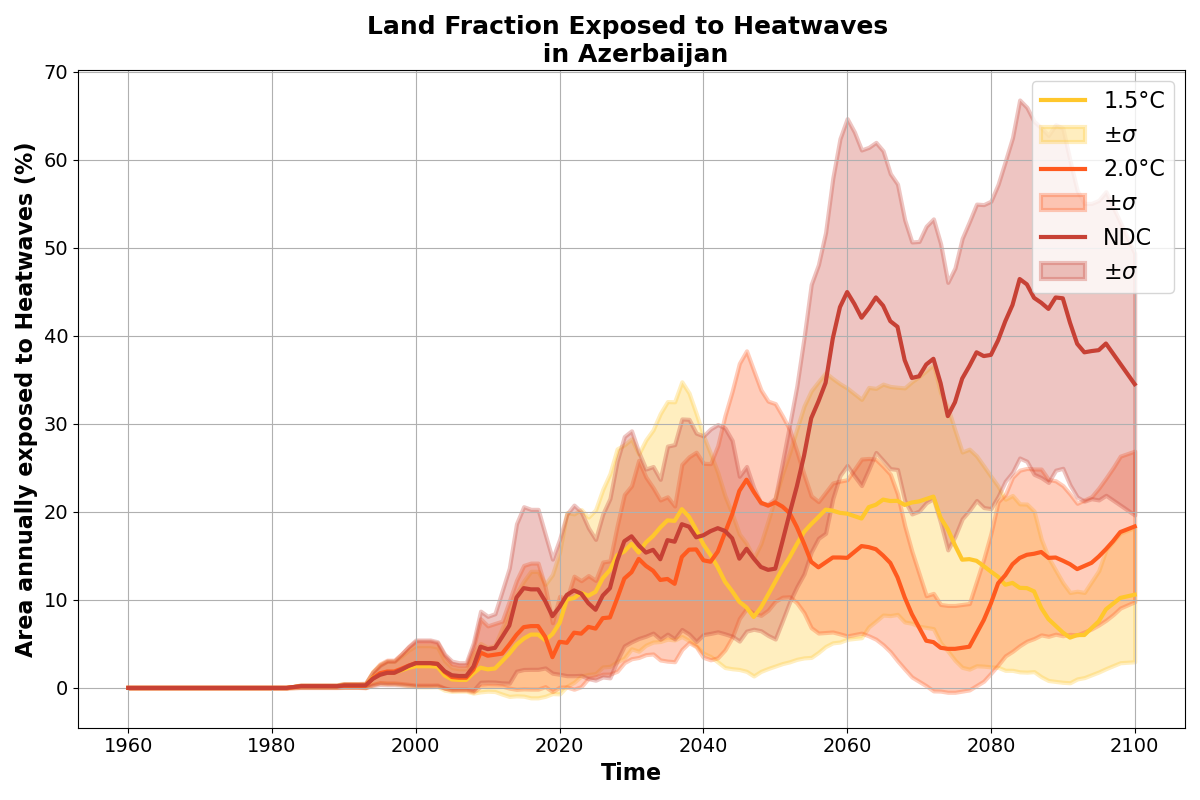 Land Fraction Exposed to Heatwaves
in Azerbaijan
Area annually exposed to Heatwaves (%)
70
60
50
40
30
20
10
0
1960
1980
2000
2020
2040
2060
2080
2100
Time
1.5°C
±σ
2.0°C
±σ
NDC
±σ